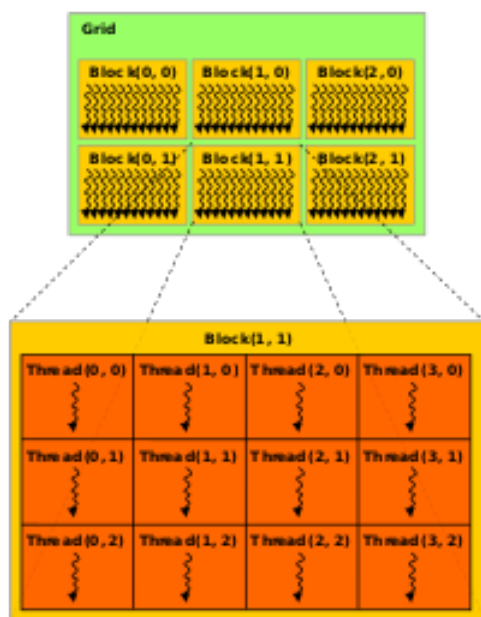 Grid
Block(0, 0) Block(1, 0) Block(2, 0)
Block(0, 1) Block(1, 1) Block(2, 1)
Block(1, 1)
Thread(0, 0) Thread(1, 0) Thread(2, 0) Thread(3, 0)
Thread(0, 1) Thread(1, 1) Thread(2, 1) Thread(3, 1)
Thread(0, 2) Thread(1, 2) Thread(2, 2) Thread(3, 2)